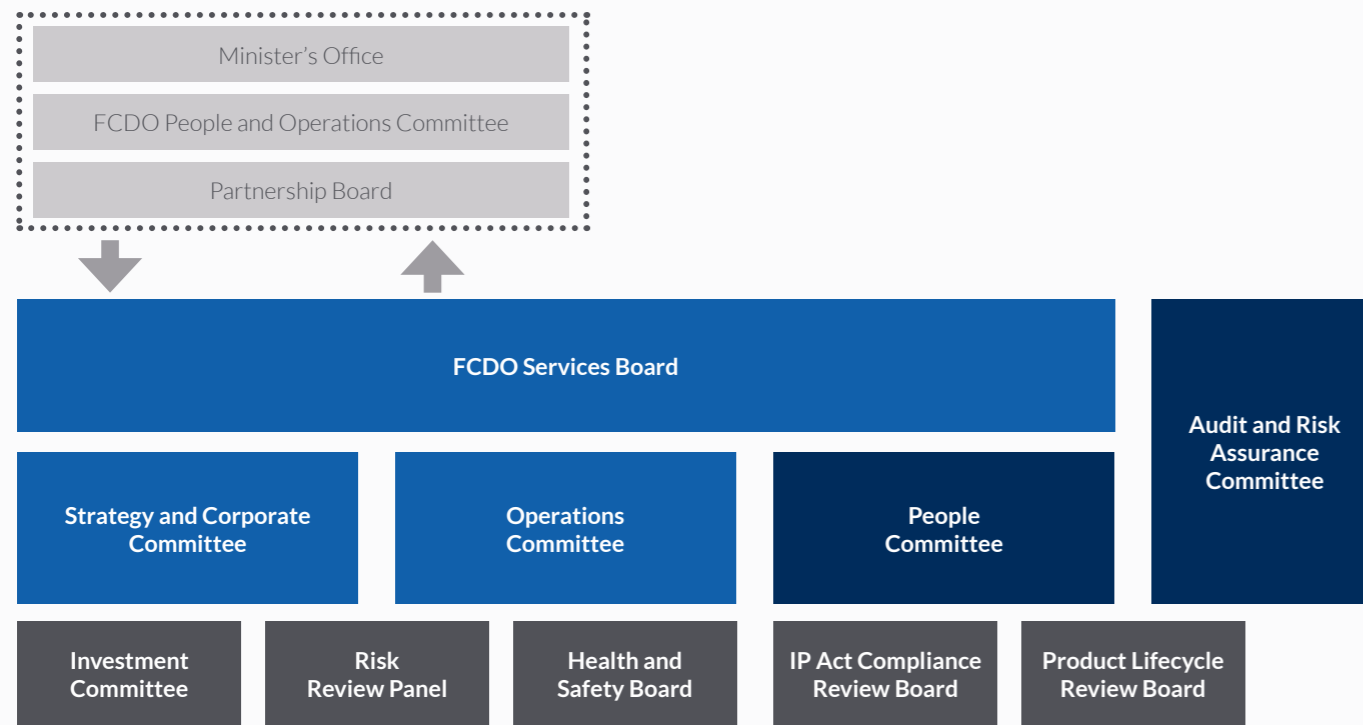 Minister’s Office
FCDO People and Operations Committee
Partnership Board
FCDO Services Board
Audit and Risk
Assurance
Committee
Strategy and Corporate
Committee
Operations
Committee
People
Committee
Investment
Committee
Risk
Review Panel
Health and
Safety Board
IP Act Compliance
Review Board
Product Lifecycle
Review Board